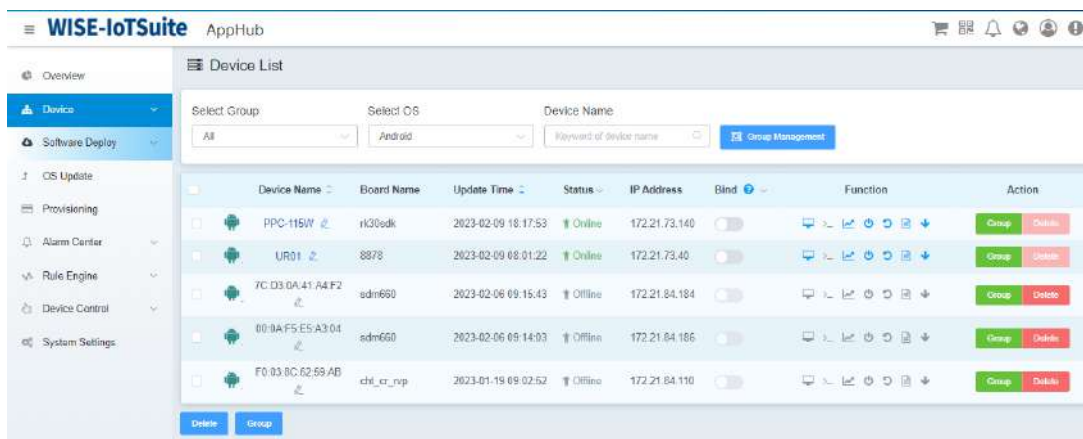 WISE-IoTSuite AppHub
Overview
Device
Software Deploy
OS Update
Provisioning
Alarm Center
Rule Engine
Device Control
System Settings
Device List
Select Group Select OS Device Name
All Android Keyword of device name Group Management
Device Name Board Name Update Time Status IP Address Bind Function Action
PPC-115W rk30sdk 2023-02-09 18:17:53 Online 172.21.73.140 Group Delete
UR01 8878 2023-02-09 08:01:22 Online 172.21.73.40 Group Delete
7C:D3:0A:41:A4:F2 sdm660 2023-02-06 09:15:43 Offline 172.21.84.184 Group Delete
00:0A:F5:E5:A3:04 sdm660 2023-02-06 09:14:03 Offline 172.21.84.186 Group Delete
F0:03:8C:62:59:AB cht_cr_rvp 2023-01-19 09:02:52 Offline 172.21.84.110 Group Delete
Delete Group